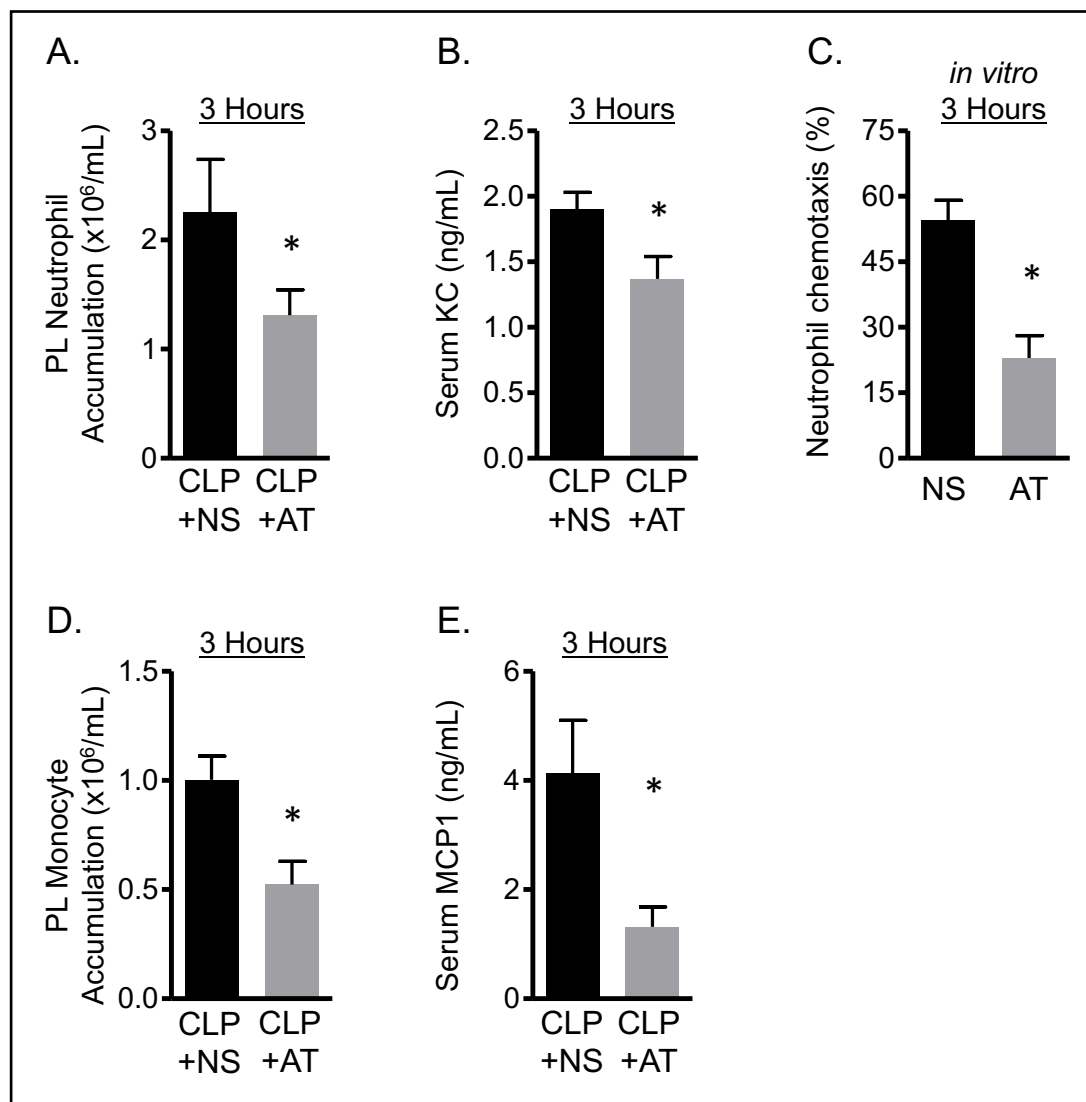 A.
3 Hours
PL Neutrophil
Accumulation (x10⁶/mL)
3
2
1
0
CLP CLP
+NS +AT
*
B.
3 Hours
Serum KC (ng/mL)
2.5
2.0
1.5
1.0
0.5
0.0
CLP CLP
+NS +AT
*
C.
in vitro
3 Hours
Neutrophil chemotaxis (%)
75
60
45
30
15
0
NS AT
*
D.
3 Hours
PL Monocyte
Accumulation (x10⁶/mL)
1.5
1.0
0.5
0.0
CLP CLP
+NS +AT
*
E.
3 Hours
Serum MCP1 (ng/mL)
6
4
2
0
CLP CLP
+NS +AT
*